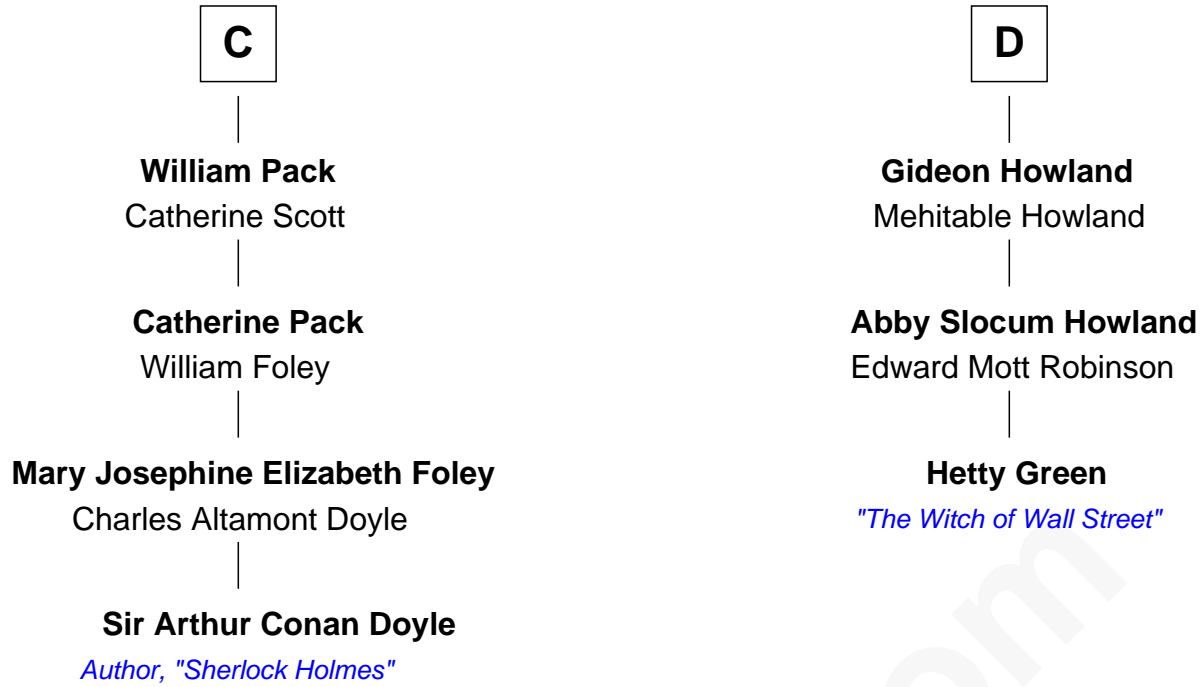 C
William Pack
Catherine Scott
Catherine Pack
William Foley
Mary Josephine Elizabeth Foley
Charles Altamont Doyle
Sir Arthur Conan Doyle
Author, "Sherlock Holmes"
D
Gideon Howland
Mehitable Howland
Abby Slocum Howland
Edward Mott Robinson
Hetty Green
"The Witch of Wall Street"
om